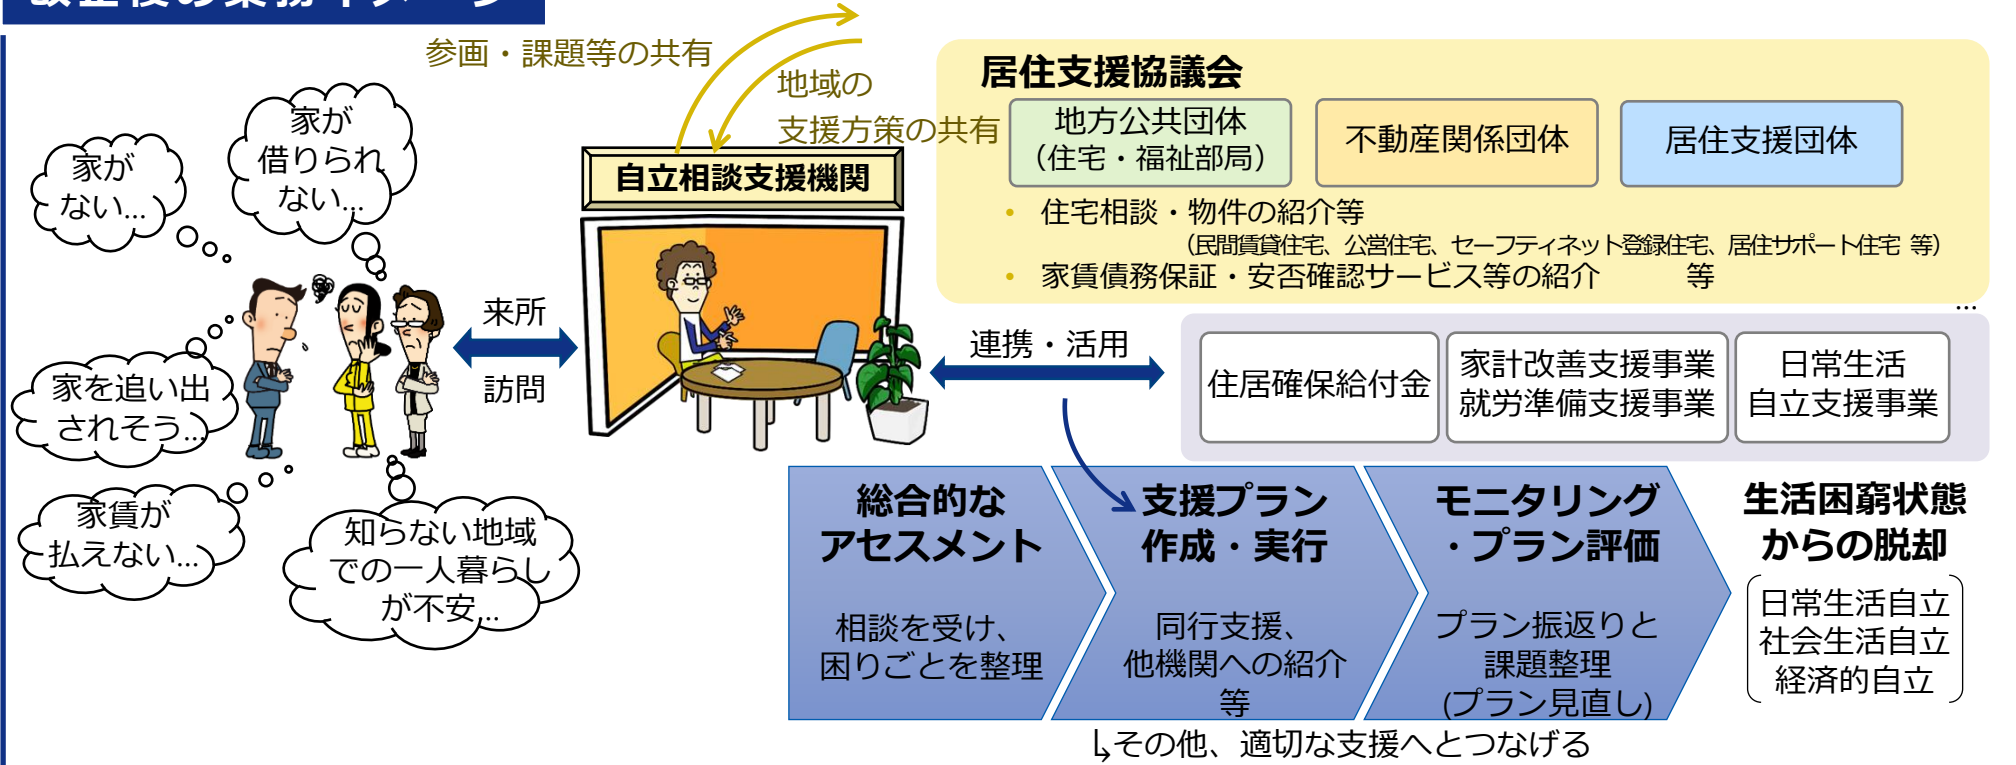 改正後の業務イメージ
参画・課題等の共有
地域の
支援方策の共有
家が
ない…
家が
借りられ
ない…
家を追い出
されそう…
家賃が
払えない…
知らない地域
での一人暮らし
が不安…
来所
訪問
自立相談支援機関
居住支援協議会
地方公共団体
（住宅・福祉部局）
不動産関係団体
居住支援団体
• 住宅相談・物件の紹介等
（民間賃貸住宅、公営住宅、セーフティネット登録住宅、居住サポート住宅 等）
• 家賃債務保証・安否確認サービス等の紹介 等
…
連携・活用
住居確保給付金
家計改善支援事業
就労準備支援事業
日常生活
自立支援事業
総合的な
アセスメント
相談を受け、
困りごとを整理
支援プラン
作成・実行
同行支援、
他機関への紹介
等
モニタリング
・プラン評価
プラン振返りと
課題整理
(プラン見直し)
生活困窮状態
からの脱却
日常生活自立
社会生活自立
経済的自立
↳その他、適切な支援へとつなげる